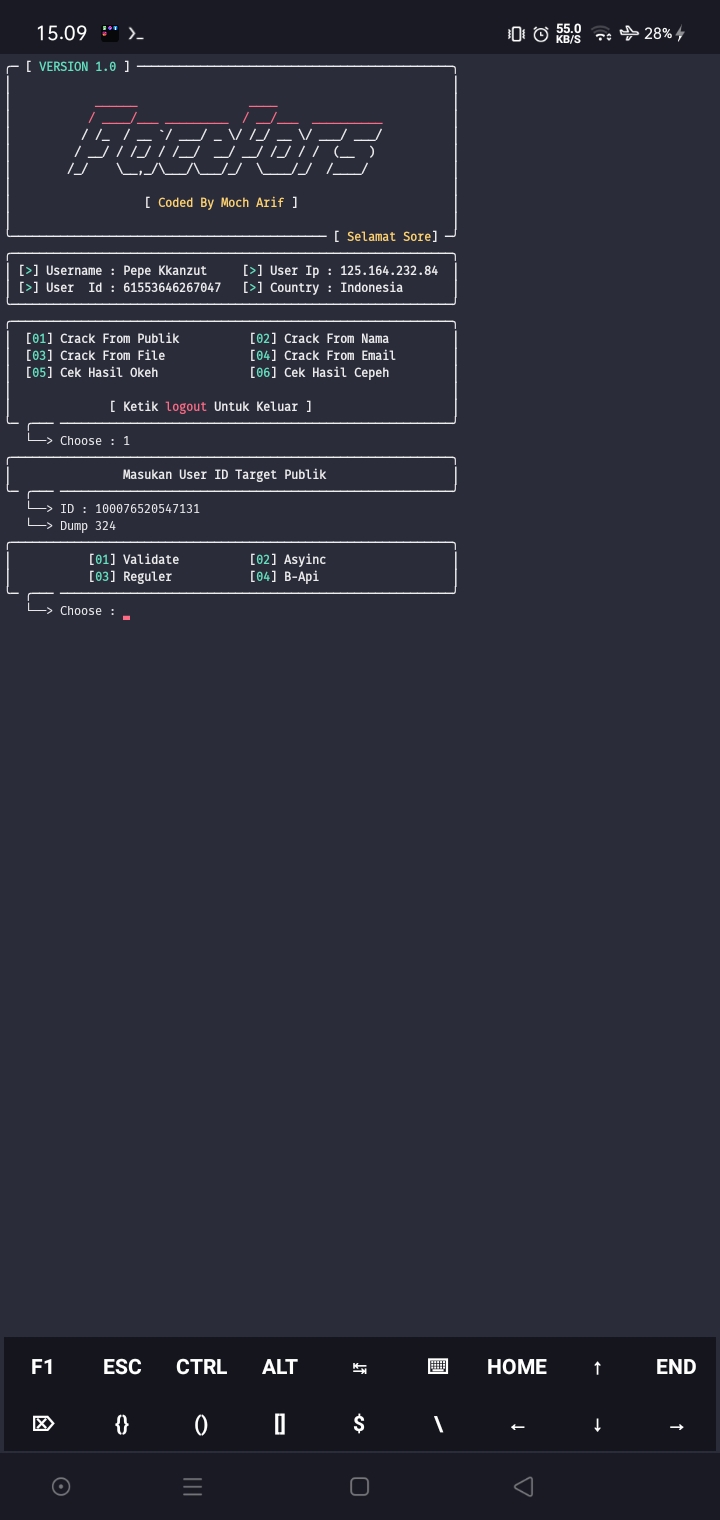 15.09 55.0 KB/S 28%
[ VERSION 1.0 ]
FaceFors
[ Coded By Moch Arif ]
[ Selamat Sore]
[>] Username : Pepe Kkanzut [>] User Ip : 125.164.232.84
[>] User Id : 61553646267047 [>] Country : Indonesia
[01] Crack From Publik [02] Crack From Nama
[03] Crack From File [04] Crack From Email
[05] Cek Hasil Okeh [06] Cek Hasil Cepeh
[ Ketik logout Untuk Keluar ]
└──> Choose : 1
Masukan User ID Target Publik
└──> ID : 100076520547131
└──> Dump 324
[01] Validate [02] Asyinc
[03] Reguler [04] B-Api
└──> Choose :
F1 ESC CTRL ALT ↹ ⌨ HOME ↑ END
⌦ {} () [] $ \ ← ↓ →